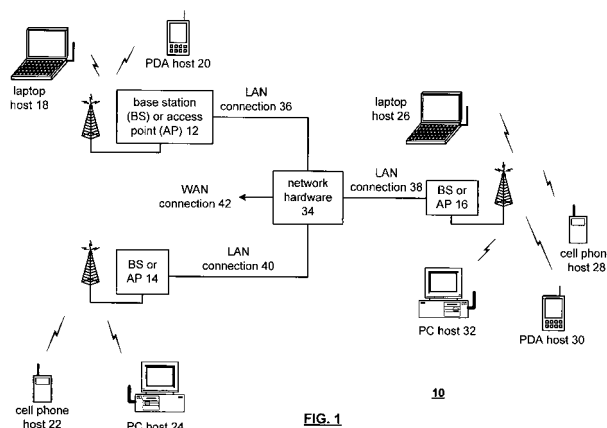 PDA host 20
laptop
host 18
base station
(BS) or access
point (AP) 12
LAN
connection 36
laptop
host 26
WAN
connection 42
network
hardware
34
LAN
connection 38
BS or
AP 16
BS or
AP 14
LAN
connection 40
cell phon
host 28
PC host 32
PDA host 30
cell phone
host 22
PC host 24
10
FIG. 1